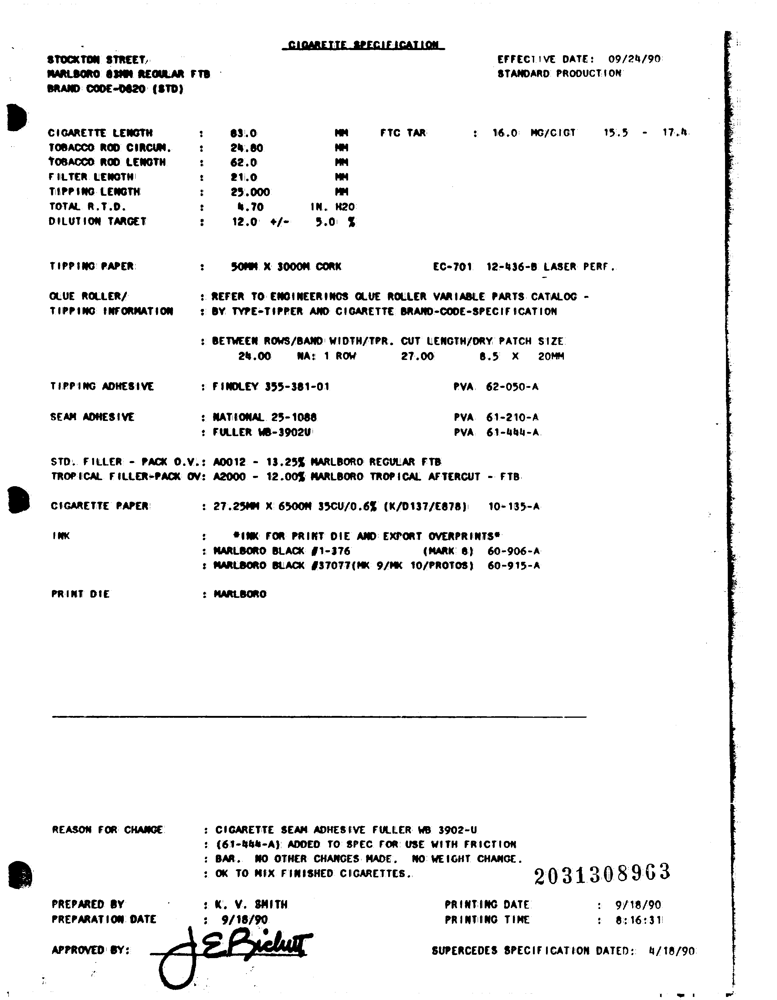 CIGARETTE SPECIFICATION
STOCKTON STREET,
MARLBORO 83MM REGULAR FTB
BRAND CODE-0820 (STD)
EFFECTIVE DATE: 09/24/90
STANDARD PRODUCTION
CIGARETTE LENGTH : 83.0 MM FTC TAR : 16.0 MG/CIGT 15.5 - 17.4
TOBACCO ROD CIRCUM. : 24.80 MM
TOBACCO ROD LENGTH : 62.0 MM
FILTER LENGTH : 21.0 MM
TIPPING LENGTH : 25.000 MM
TOTAL R.T.D. : 4.70 IN. H2O
DILUTION TARGET : 12.0 +/- 5.0 %
TIPPING PAPER : 50MM X 3000M CORK EC-701 12-436-B LASER PERF.
GLUE ROLLER/ : REFER TO ENGINEERINGS GLUE ROLLER VARIABLE PARTS CATALOG -
TIPPING INFORMATION : BY TYPE-TIPPER AND CIGARETTE BRAND-CODE-SPECIFICATION
: BETWEEN ROWS/BAND WIDTH/TPR. CUT LENGTH/DRY PATCH SIZE
24.00 NA: 1 ROW 27.00 8.5 X 20MM
TIPPING ADHESIVE : FINDLEY 355-381-01 PVA 62-050-A
SEAM ADHESIVE : NATIONAL 25-1088 PVA 61-210-A
: FULLER WB-3902U PVA 61-444-A
STD. FILLER - PACK O.V.: A0012 - 13.25% MARLBORO REGULAR FTB
TROPICAL FILLER-PACK OV: A2000 - 12.00% MARLBORO TROPICAL AFTERCUT - FTB
CIGARETTE PAPER : 27.25MM X 6500M 35CU/0.6% (K/D137/E878) 10-135-A
INK : *INK FOR PRINT DIE AND EXPORT OVERPRINTS*
: MARLBORO BLACK #1-376 (MARK 8) 60-906-A
: MARLBORO BLACK #37077(MK 9/MK 10/PROTOS) 60-915-A
PRINT DIE : MARLBORO
REASON FOR CHANGE : CIGARETTE SEAM ADHESIVE FULLER WB 3902-U
: (61-444-A) ADDED TO SPEC FOR USE WITH FRICTION
: BAR. NO OTHER CHANGES MADE. NO WEIGHT CHANGE.
: OK TO MIX FINISHED CIGARETTES.
2031308963
PREPARED BY : K. V. SMITH PRINTING DATE : 9/18/90
PREPARATION DATE : 9/18/90 PRINTING TIME : 8:16:31
APPROVED BY: SUPERCEDES SPECIFICATION DATED: 4/18/90